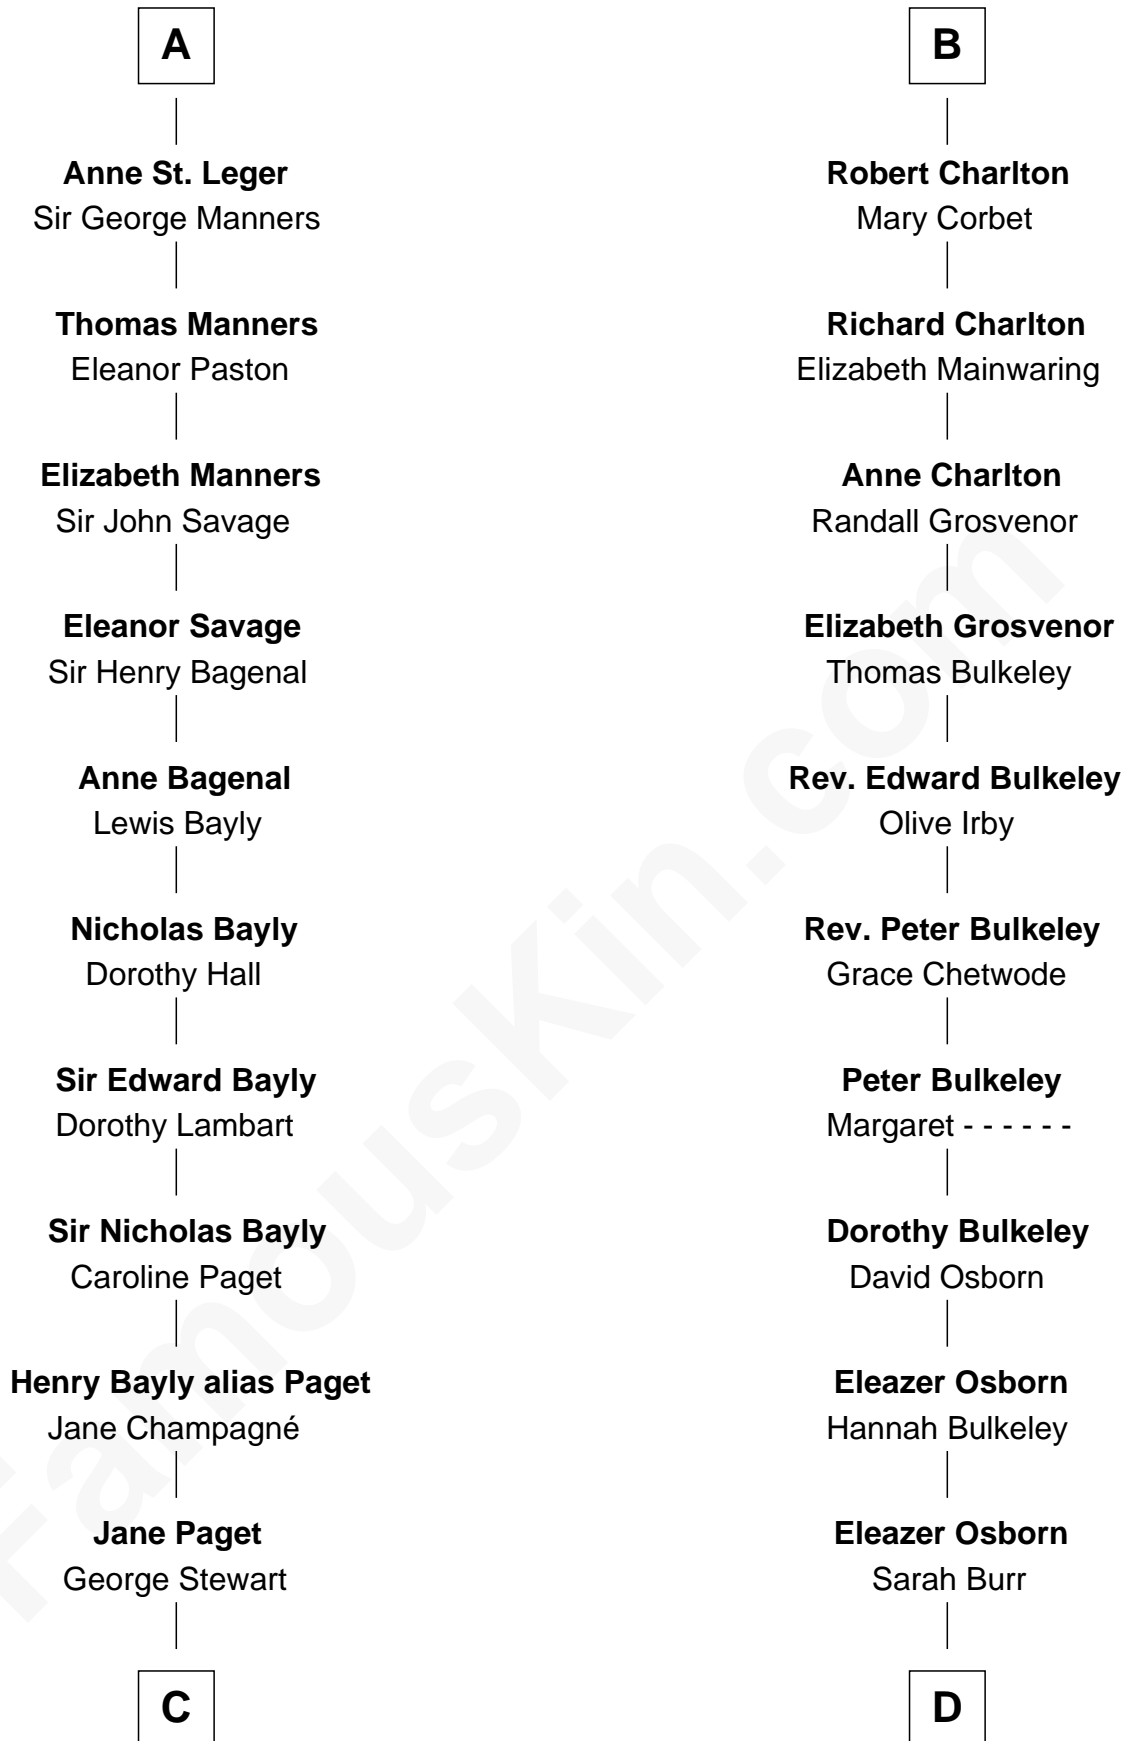 A
Anne St. Leger
Sir George Manners
Thomas Manners
Eleanor Paston
Elizabeth Manners
Sir John Savage
Eleanor Savage
Sir Henry Bagenal
Anne Bagenal
Lewis Bayly
Nicholas Bayly
Dorothy Hall
Sir Edward Bayly
Dorothy Lambart
Sir Nicholas Bayly
Caroline Paget
Henry Bayly alias Paget
Jane Champagné
Jane Paget
George Stewart
C
B
Robert Charlton
Mary Corbet
Richard Charlton
Elizabeth Mainwaring
Anne Charlton
Randall Grosvenor
Elizabeth Grosvenor
Thomas Bulkeley
Rev. Edward Bulkeley
Olive Irby
Rev. Peter Bulkeley
Grace Chetwode
Peter Bulkeley
Margaret - - - - - -
Dorothy Bulkeley
David Osborn
Eleazer Osborn
Hannah Bulkeley
Eleazer Osborn
Sarah Burr
D
FamousKin.com